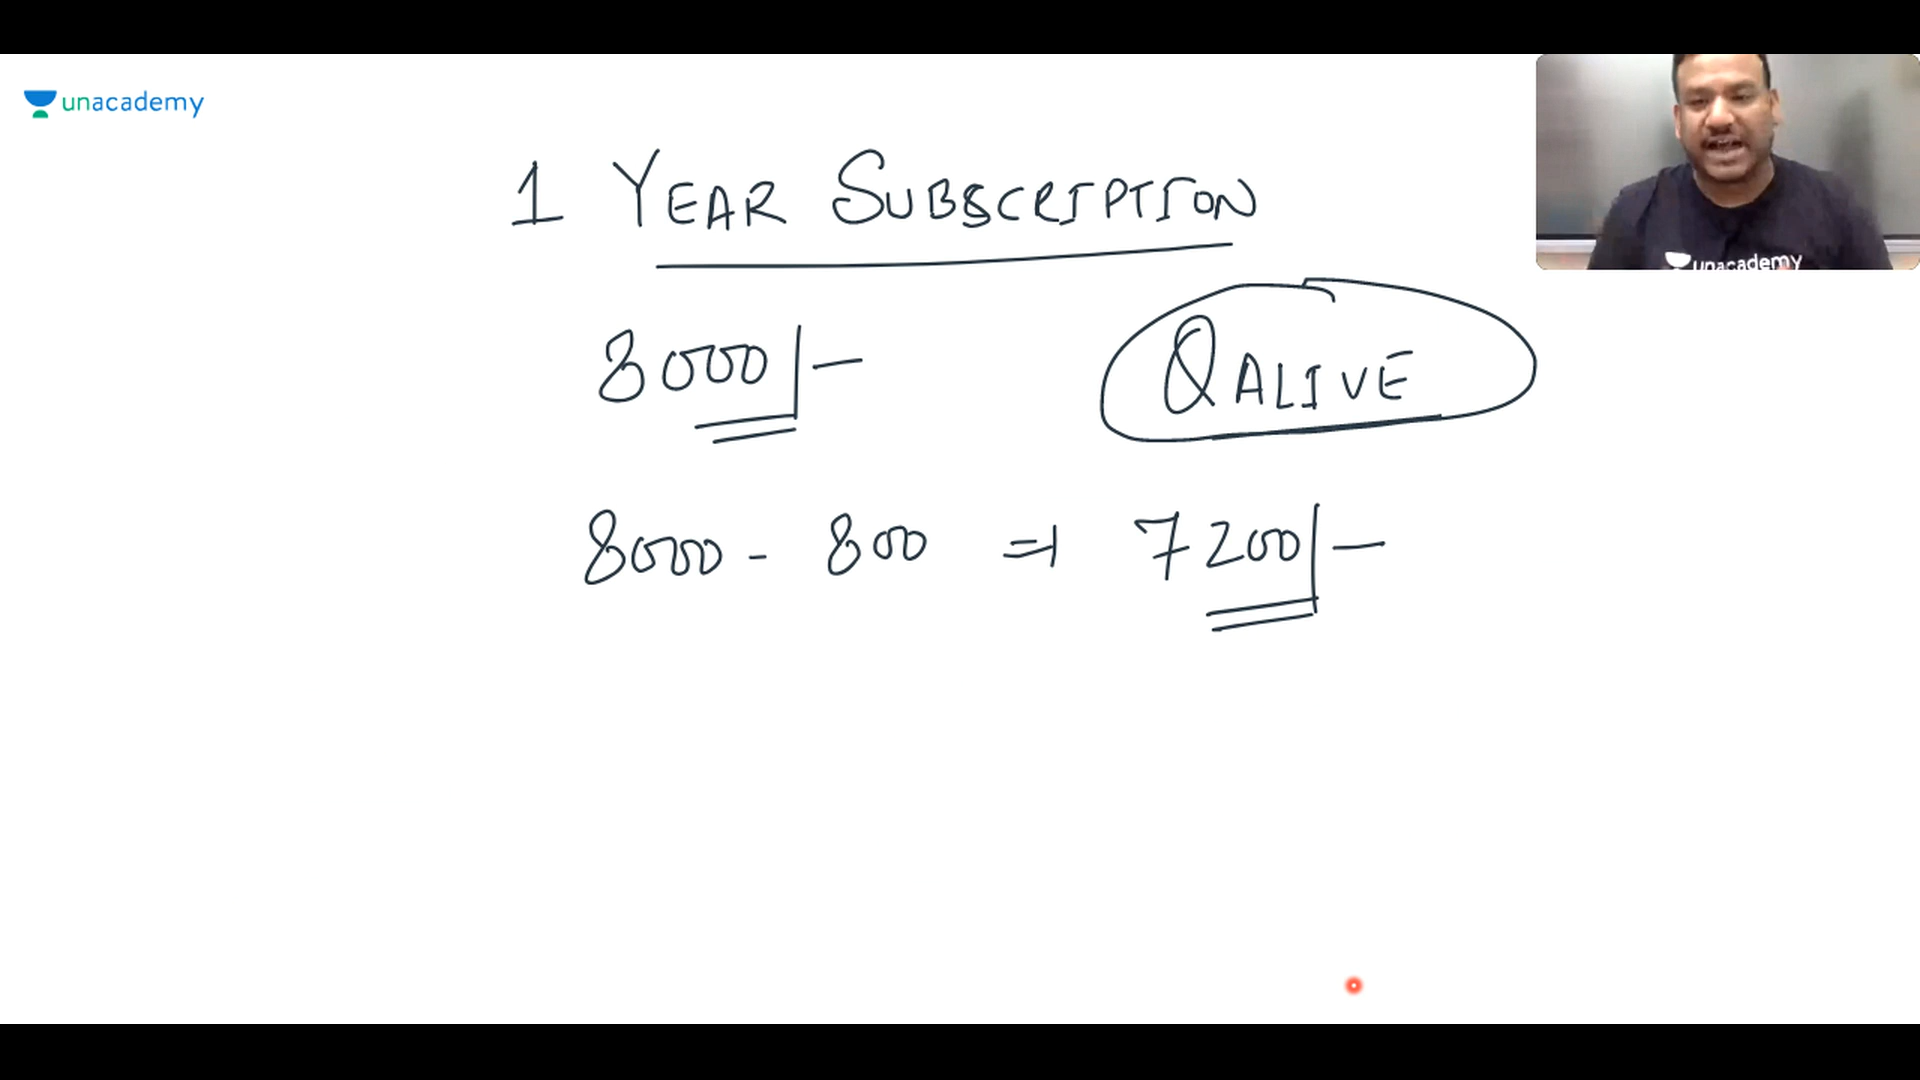 unacademy
unacademy
1 YEAR SUBSCRIPTION
8000/-
QALIVE
8000 - 800 => 7200/-